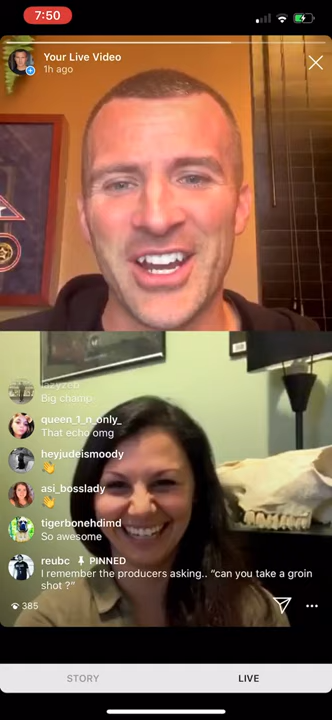 7:50
Your Live Video
1h ago
lazyzeb
Big champ
queen_1_n_only_
That echo omg
heyjudeismoody
👋
asi_bosslady
👋
tigerbonehdimd
So awesome
reubc PINNED
I remember the producers asking.. “can you take a groin
shot ?”
385
STORY
LIVE